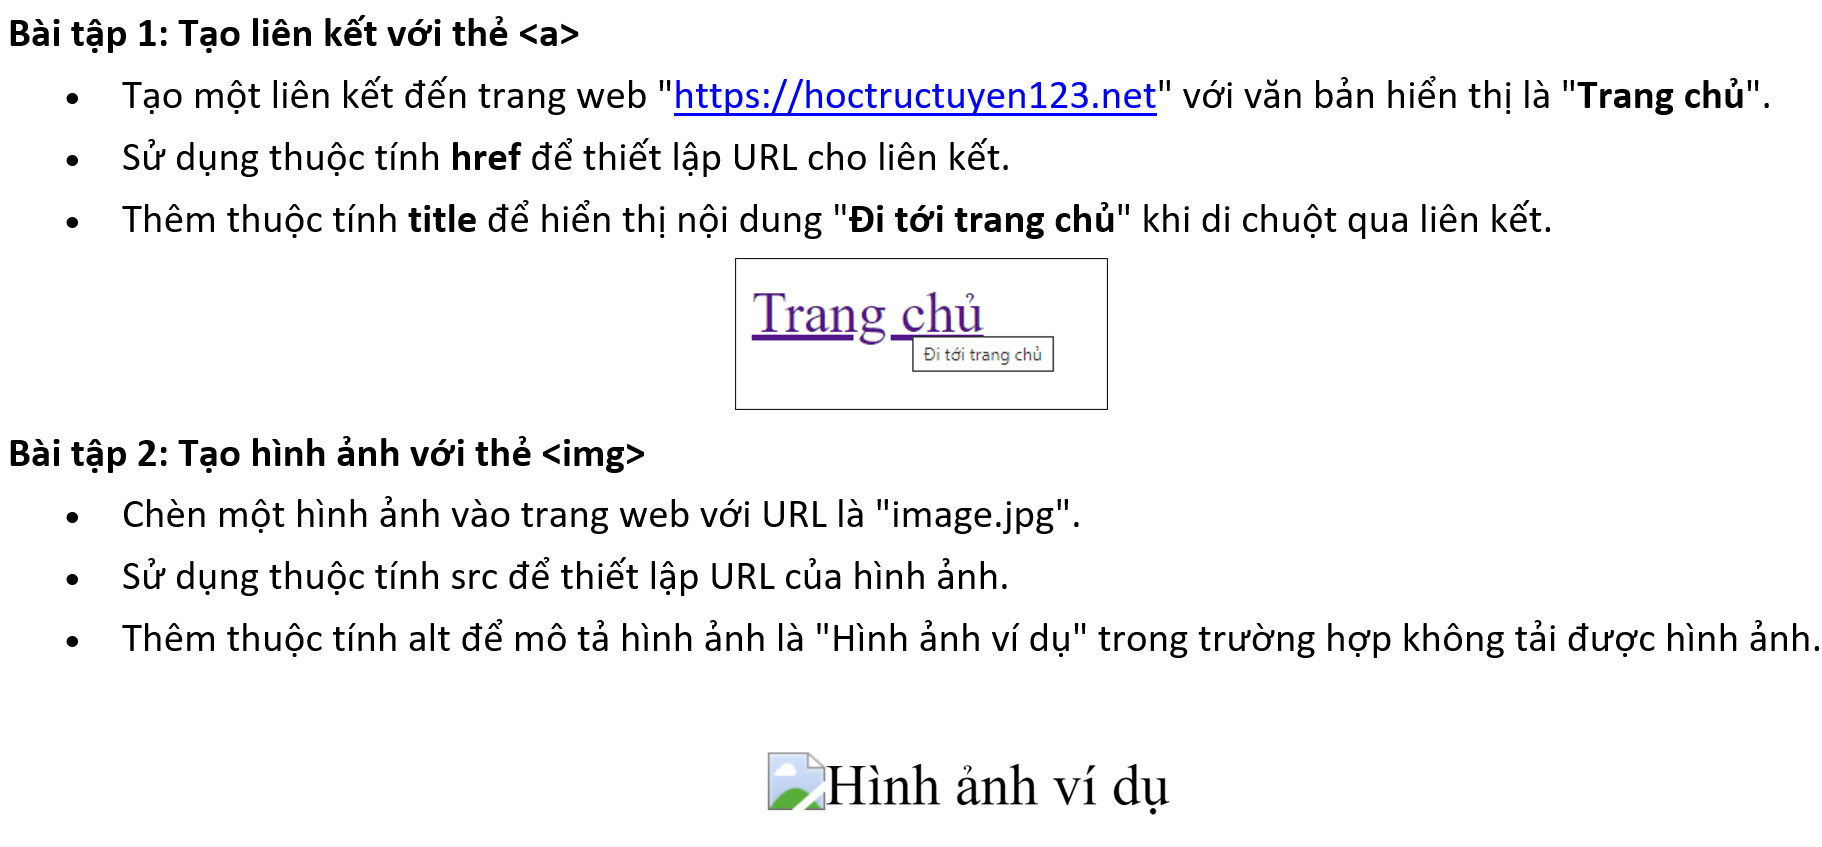 Bài tập 1: Tạo liên kết với thẻ <a>
• Tạo một liên kết đến trang web "https://hoctructuyen123.net" với văn bản hiển thị là "Trang chủ".
• Sử dụng thuộc tính href để thiết lập URL cho liên kết.
• Thêm thuộc tính title để hiển thị nội dung "Đi tới trang chủ" khi di chuột qua liên kết.
Trang chủ
Đi tới trang chủ
Bài tập 2: Tạo hình ảnh với thẻ <img>
• Chèn một hình ảnh vào trang web với URL là "image.jpg".
• Sử dụng thuộc tính src để thiết lập URL của hình ảnh.
• Thêm thuộc tính alt để mô tả hình ảnh là "Hình ảnh ví dụ" trong trường hợp không tải được hình ảnh.
Hình ảnh ví dụ